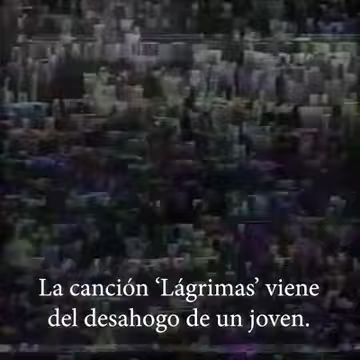 La canción ‘Lágrimas’ viene
del desahogo de un joven.